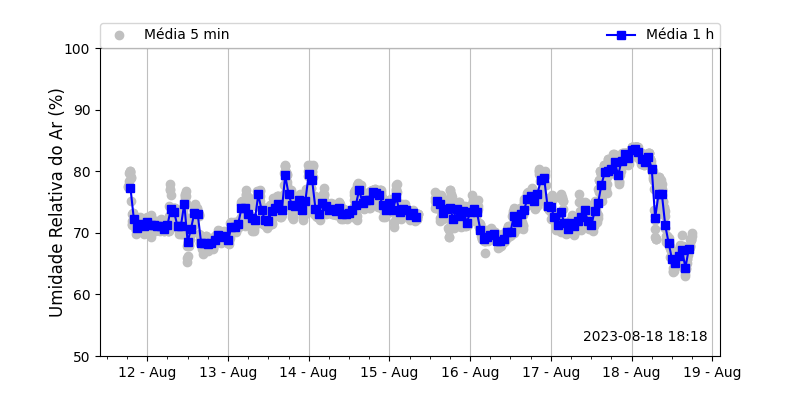 Média 5 min
Média 1 h
Umidade Relativa do Ar (%)
100
90
80
70
60
50
2023-08-18 18:18
12 - Aug
13 - Aug
14 - Aug
15 - Aug
16 - Aug
17 - Aug
18 - Aug
19 - Aug